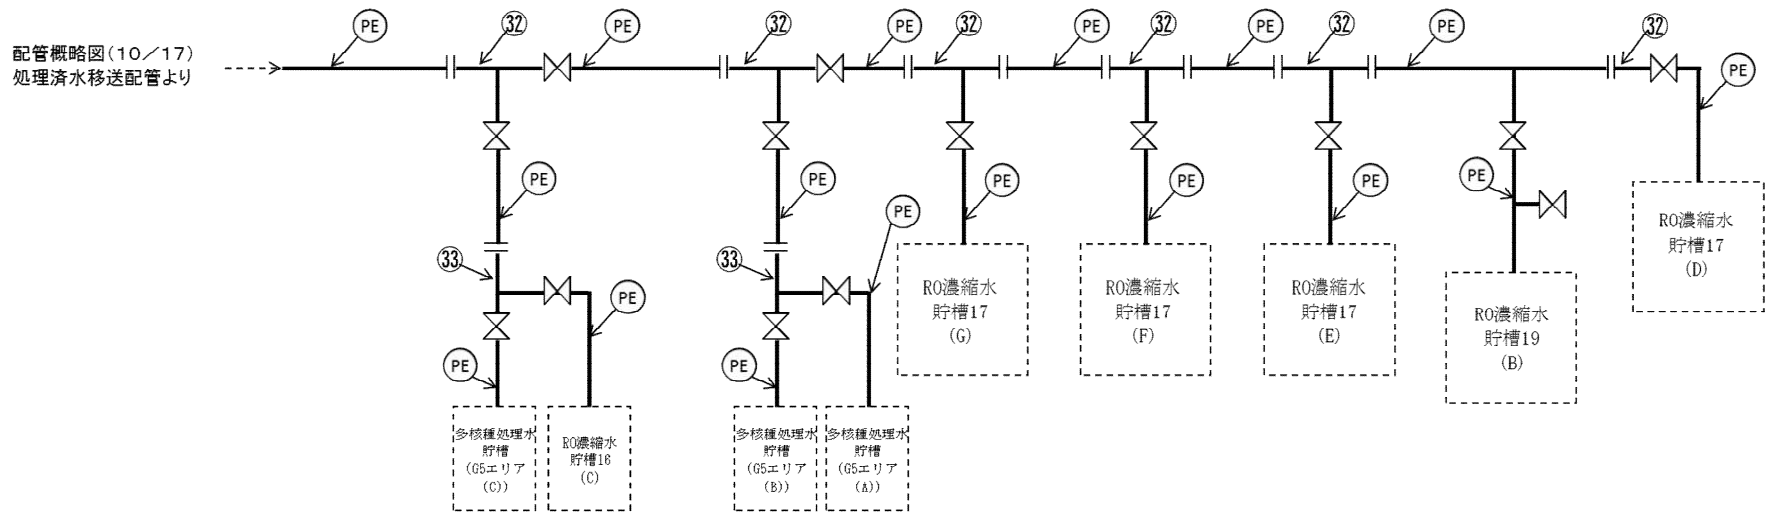 配管概略図(10/17)
処理済水移送配管より
PE
㉜
PE
㉜
PE
㉜
PE
㉜
PE
㉜
PE
㉜
PE
PE
PE
PE
PE
PE
PE
PE
㉝
PE
㉝
PE
PE
RO濃縮水
貯槽17
(G)
RO濃縮水
貯槽17
(F)
RO濃縮水
貯槽17
(E)
RO濃縮水
貯槽19
(B)
RO濃縮水
貯槽17
(D)
多核種処理水
貯槽
(G5エリア
(C))
RO濃縮水
貯槽16
(C)
多核種処理水
貯槽
(G5エリア
(B))
多核種処理水
貯槽
(G5エリア
(A))